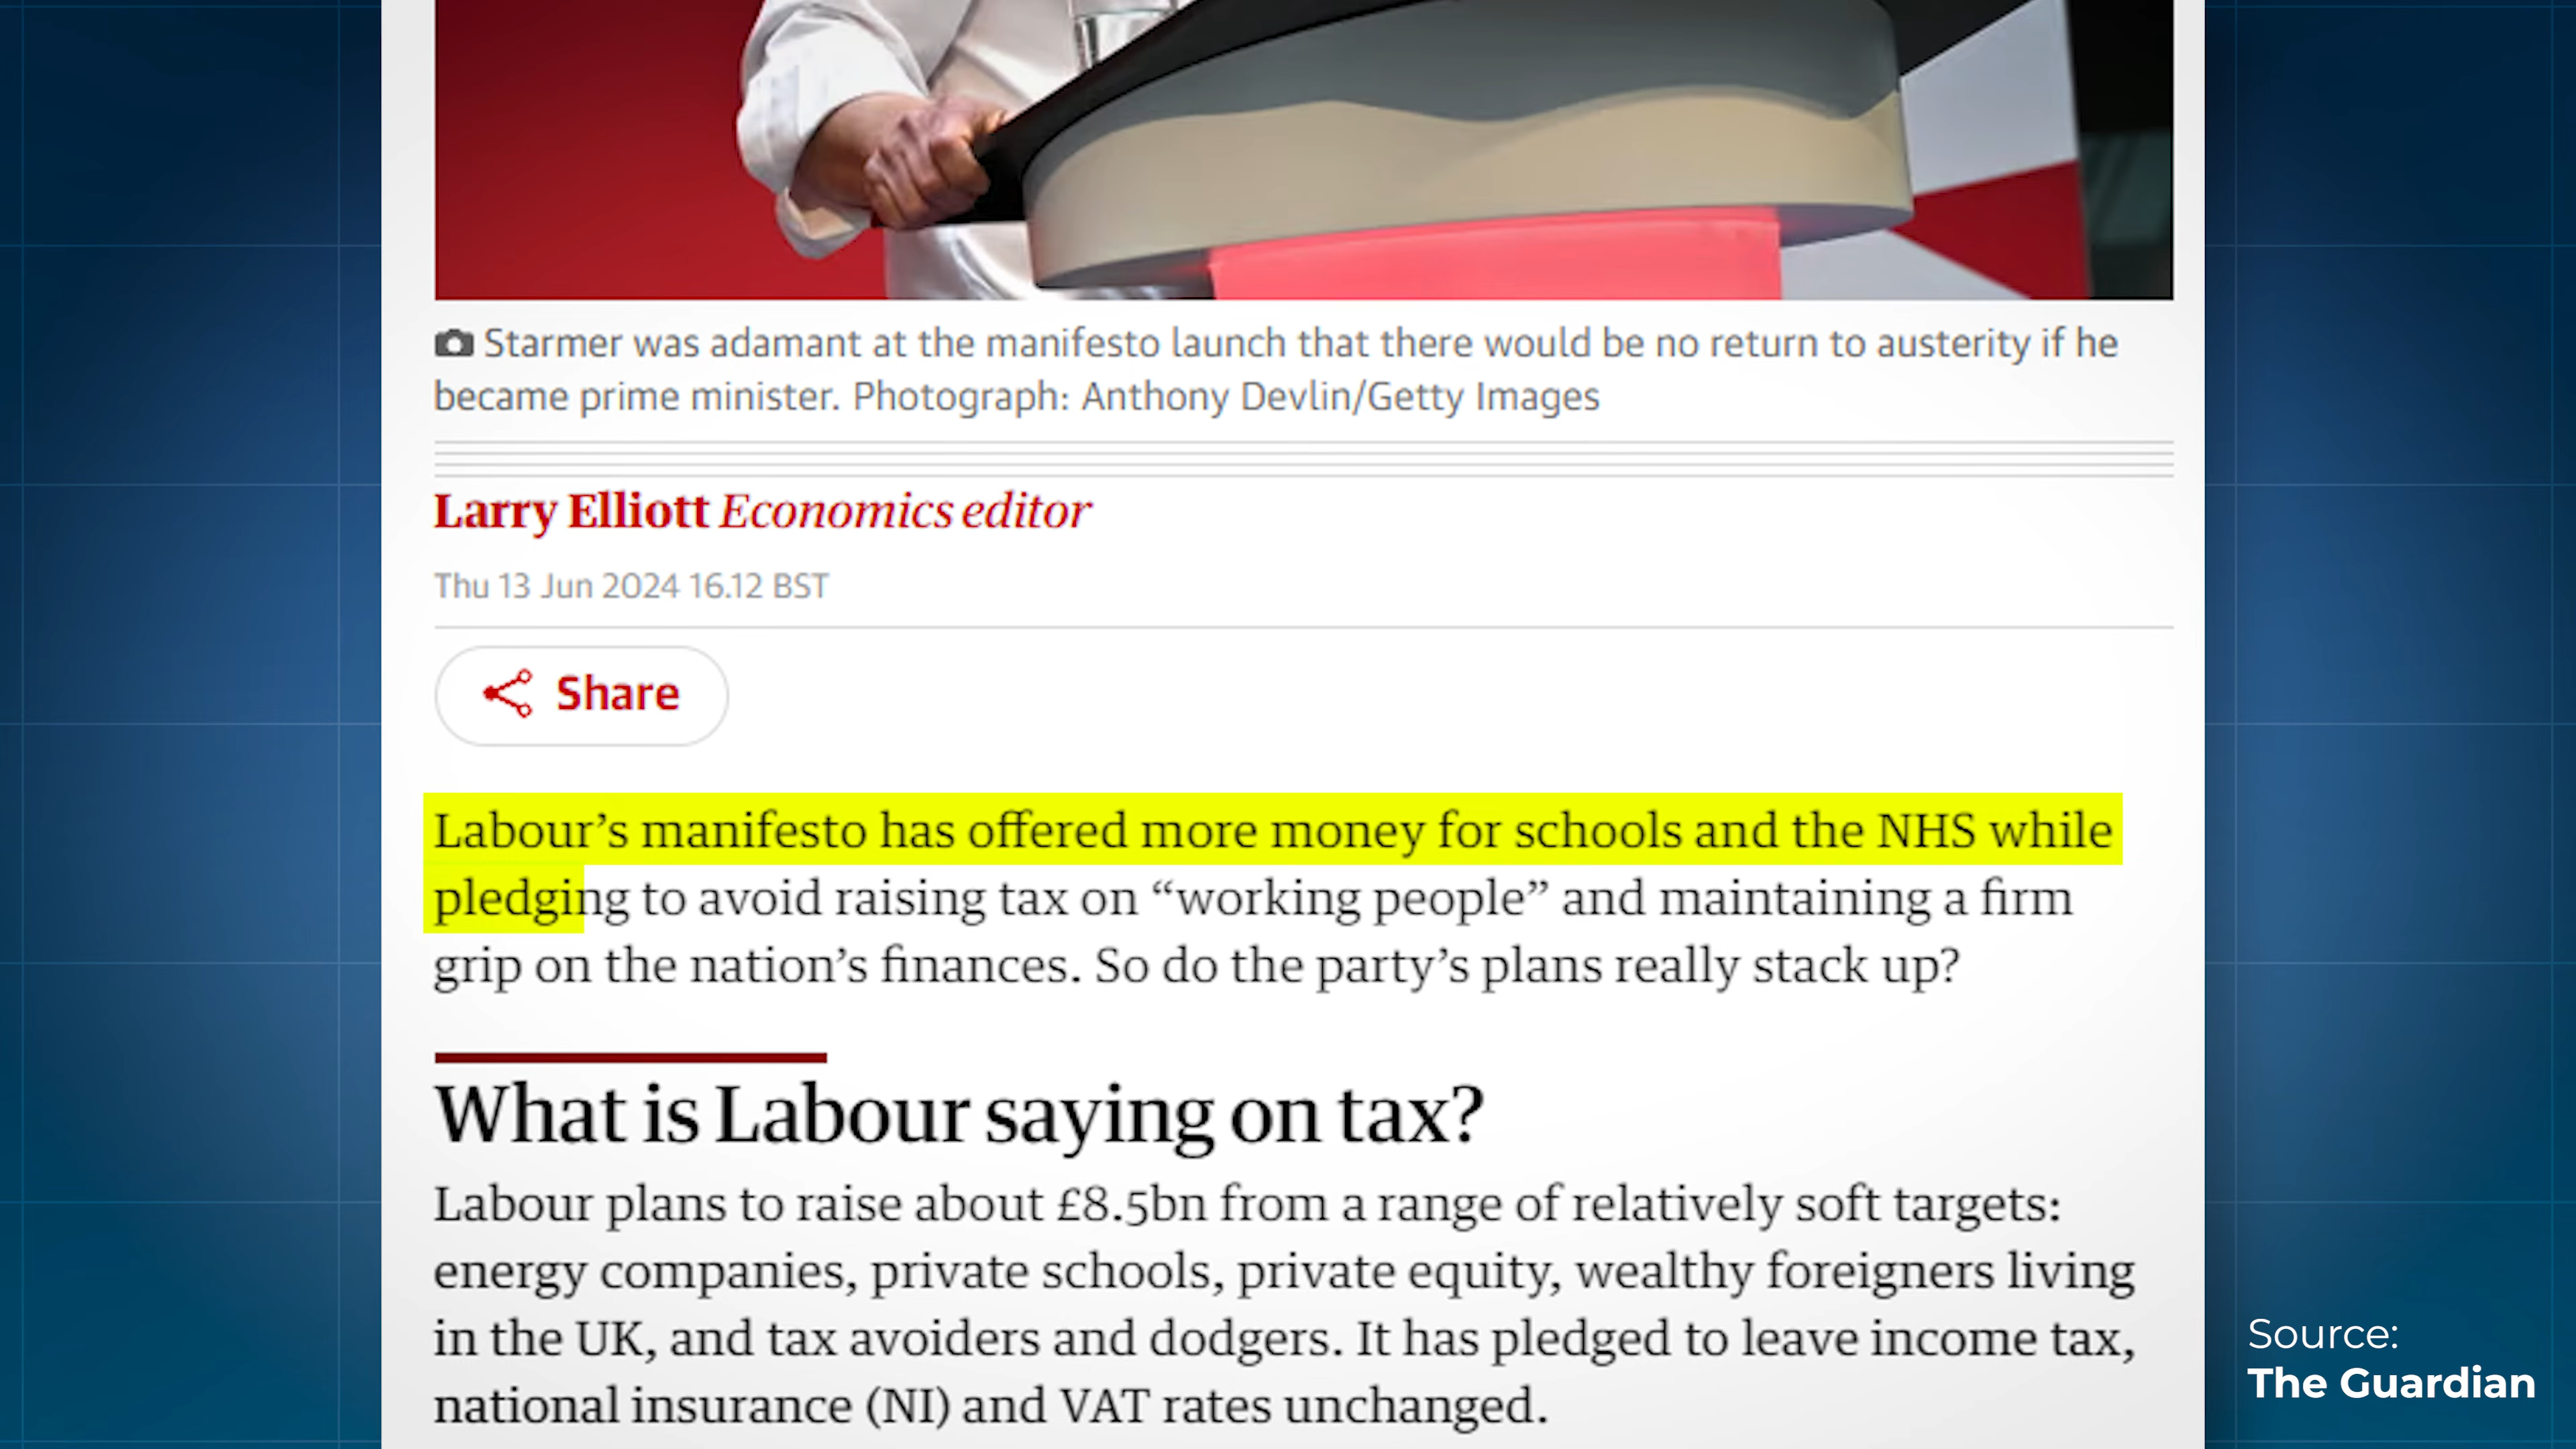 Starmer was adamant at the manifesto launch that there would be no return to austerity if he
became prime minister. Photograph: Anthony Devlin/Getty Images
Larry Elliott Economics editor
Thu 13 Jun 2024 16.12 BST
Share
Labour’s manifesto has offered more money for schools and the NHS while
pledging to avoid raising tax on “working people” and maintaining a firm
grip on the nation’s finances. So do the party’s plans really stack up?
What is Labour saying on tax?
Labour plans to raise about £8.5bn from a range of relatively soft targets:
energy companies, private schools, private equity, wealthy foreigners living
in the UK, and tax avoiders and dodgers. It has pledged to leave income tax,
national insurance (NI) and VAT rates unchanged.
Source:
The Guardian